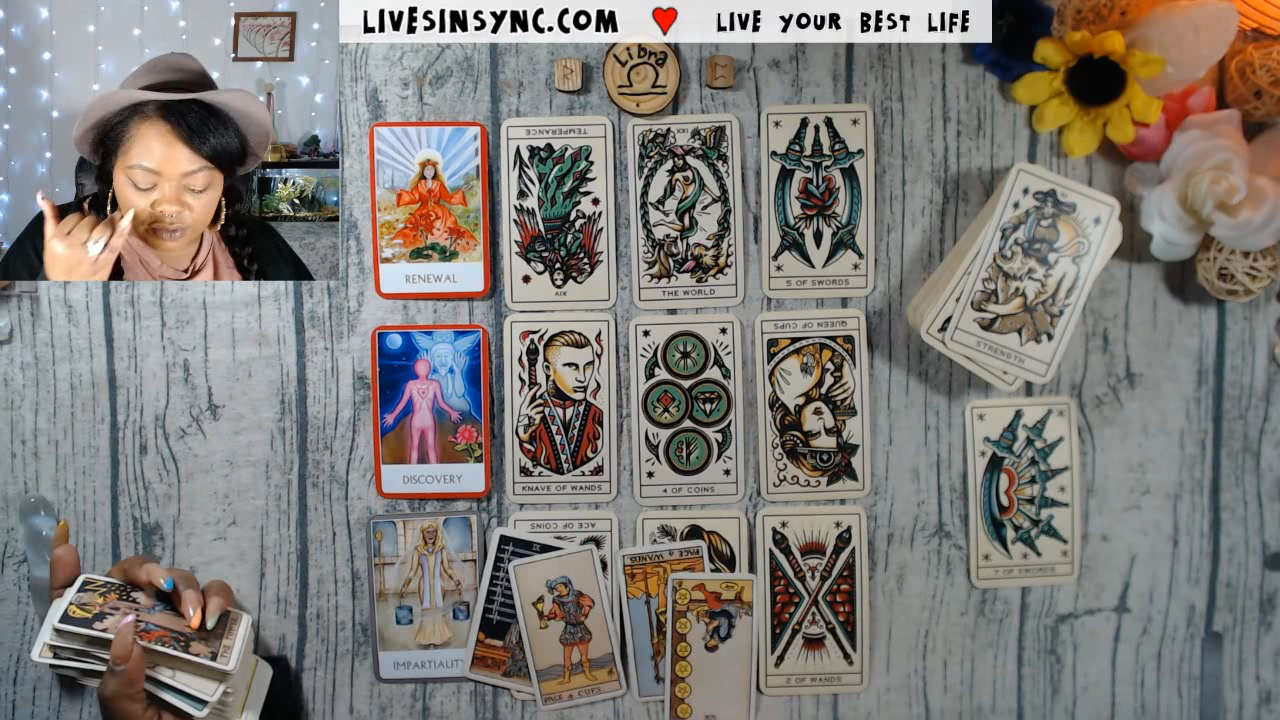 LIVESINSYNC.COM ♥ LIVE YOUR BEST LIFE
Libra
RENEWAL
TEMPERANCE
XIV
XXI
THE WORLD
5 OF SWORDS
STRENGTH
DISCOVERY
KNAVE OF WANDS
4 OF COINS
QUEEN OF CUPS
7 OF SWORDS
IMPARTIALITY
ACE OF COINS
PAGE of CUPS.
PAGE of WANDS
2 OF WANDS